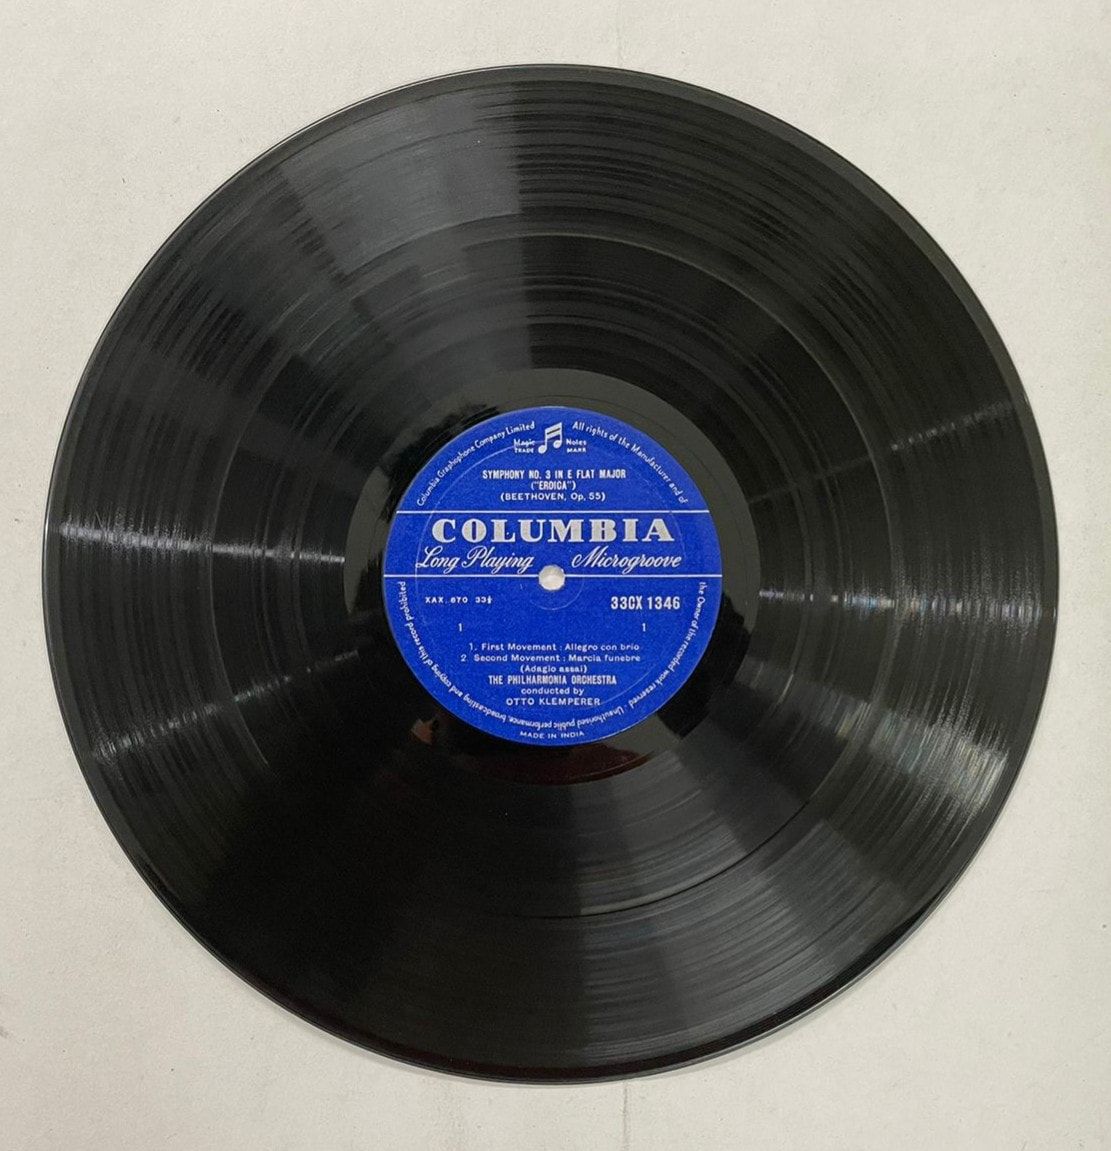 Columbia Graphophone Company Limited
All rights of the Manufacturer and of
the Owner of the recorded work reserved · Unauthorised public performance, broadcasting and copying of this record prohibited
Magic Notes
TRADE MARK
SYMPHONY NO. 3 IN E FLAT MAJOR
("EROICA")
(BEETHOVEN, Op. 55)
COLUMBIA
Long Playing Microgroove
XAX. 870 33⅓ 33CX 1346
1 1
1. First Movement : Allegro con brio
2. Second Movement : Marcia funebre
(Adagio assai)
THE PHILHARMONIA ORCHESTRA
conducted by
OTTO KLEMPERER
MADE IN INDIA